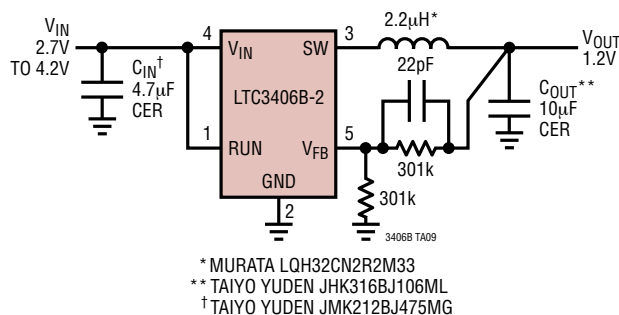 VIN
2.7V
TO 4.2V
CIN†
4.7µF
CER
4
VIN
SW
3
2.2µH*
22pF
VOUT
1.2V
COUT**
10µF
CER
LTC3406B-2
1
RUN
VFB
5
301k
GND
2
301k
3406B TA09
* MURATA LQH32CN2R2M33
** TAIYO YUDEN JHK316BJ106ML
† TAIYO YUDEN JMK212BJ475MG